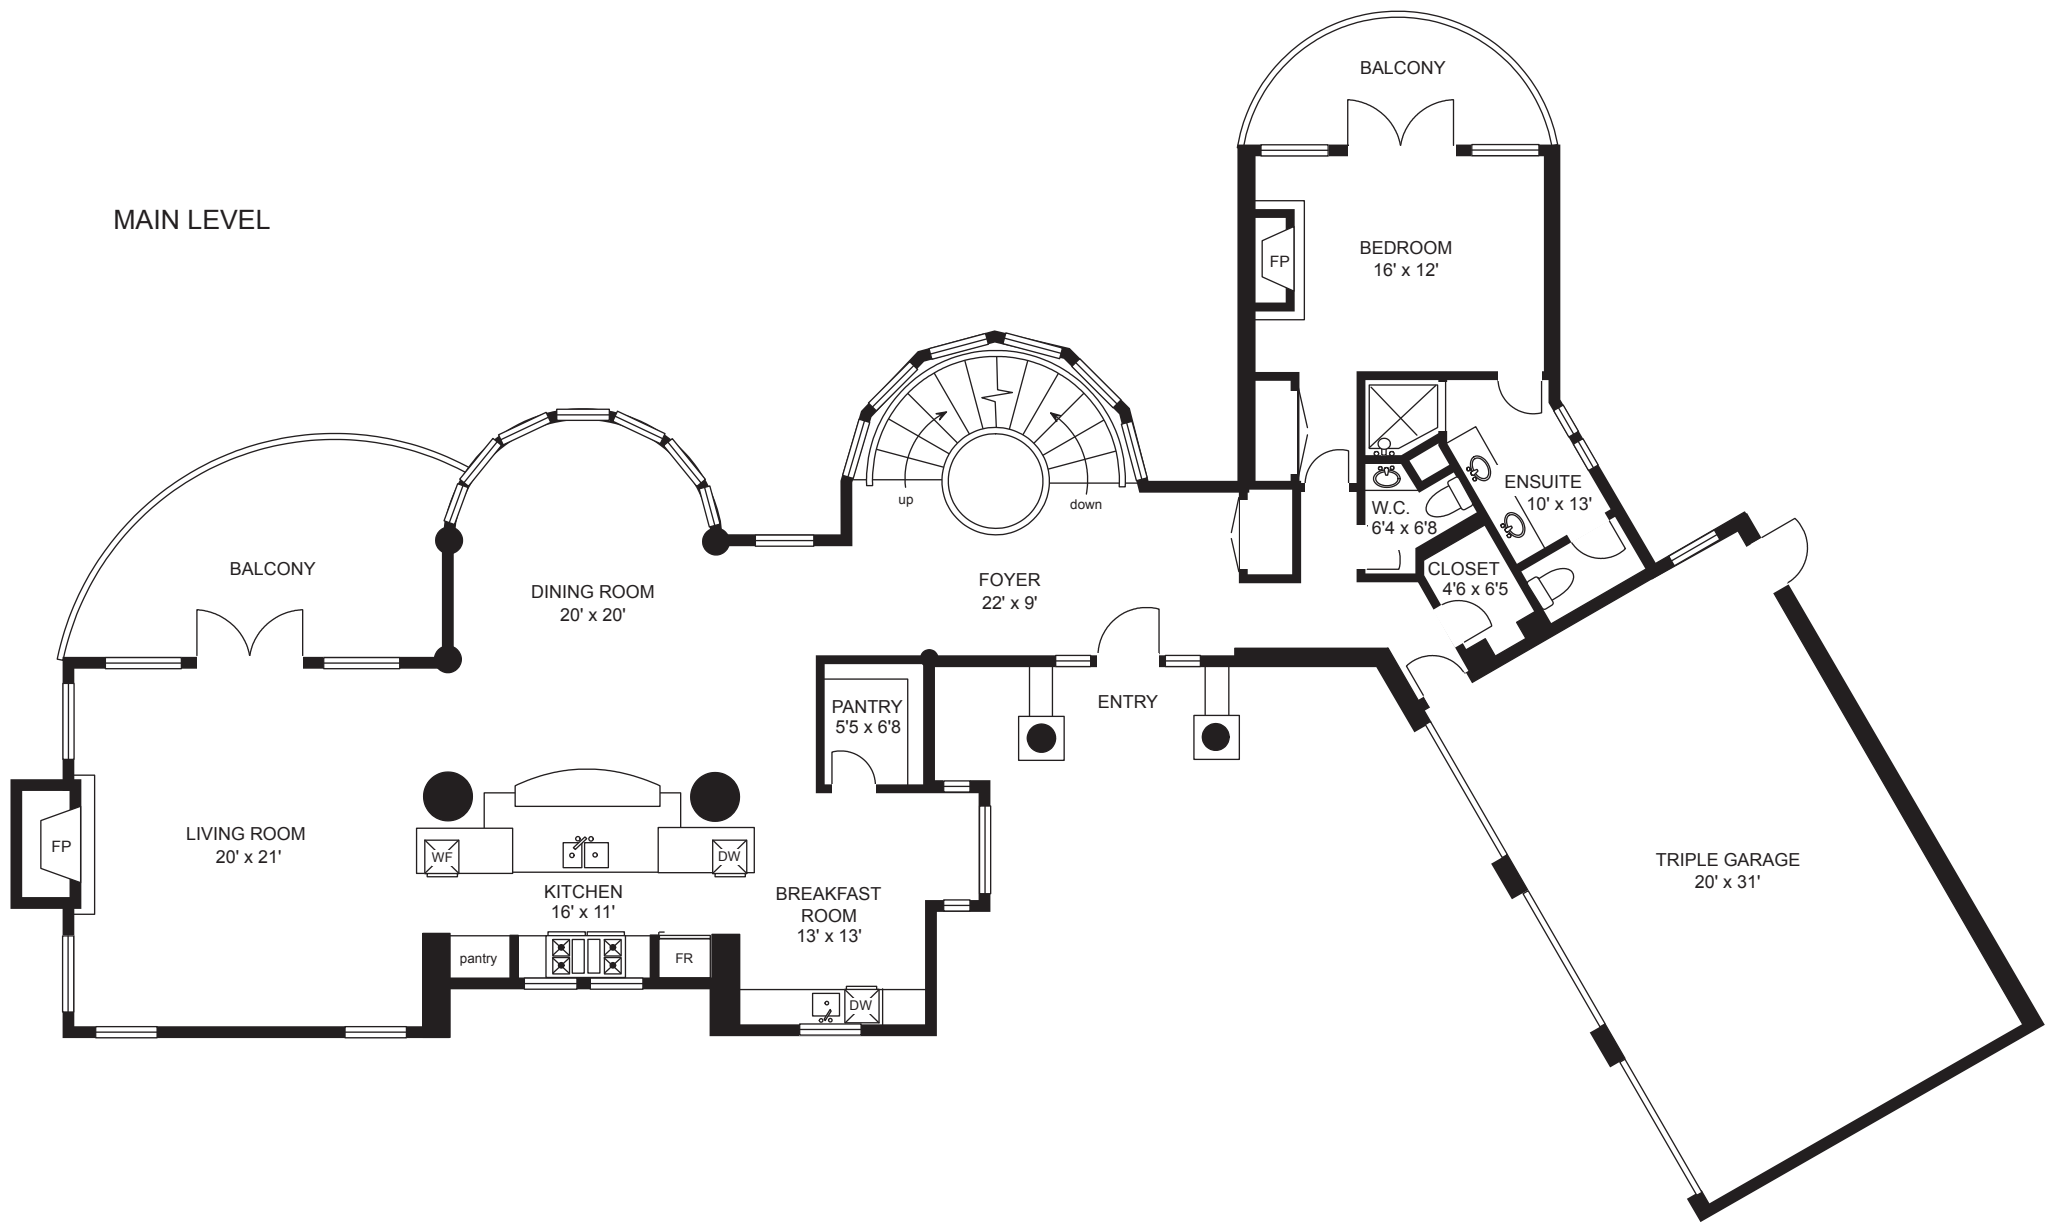 BALCONY
MAIN LEVEL
BEDROOM
16' x 12'
FP
up
down
ENSUITE
10' x 13'
W.C.
6'4 x 6'8
BALCONY
DINING ROOM
20' x 20'
FOYER
22' x 9'
CLOSET
4'6 x 6'5
PANTRY
5'5 x 6'8
ENTRY
LIVING ROOM
20' x 21'
FP
WF
DW
KITCHEN
16' x 11'
BREAKFAST
ROOM
13' x 13'
TRIPLE GARAGE
20' x 31'
pantry
FR
DW